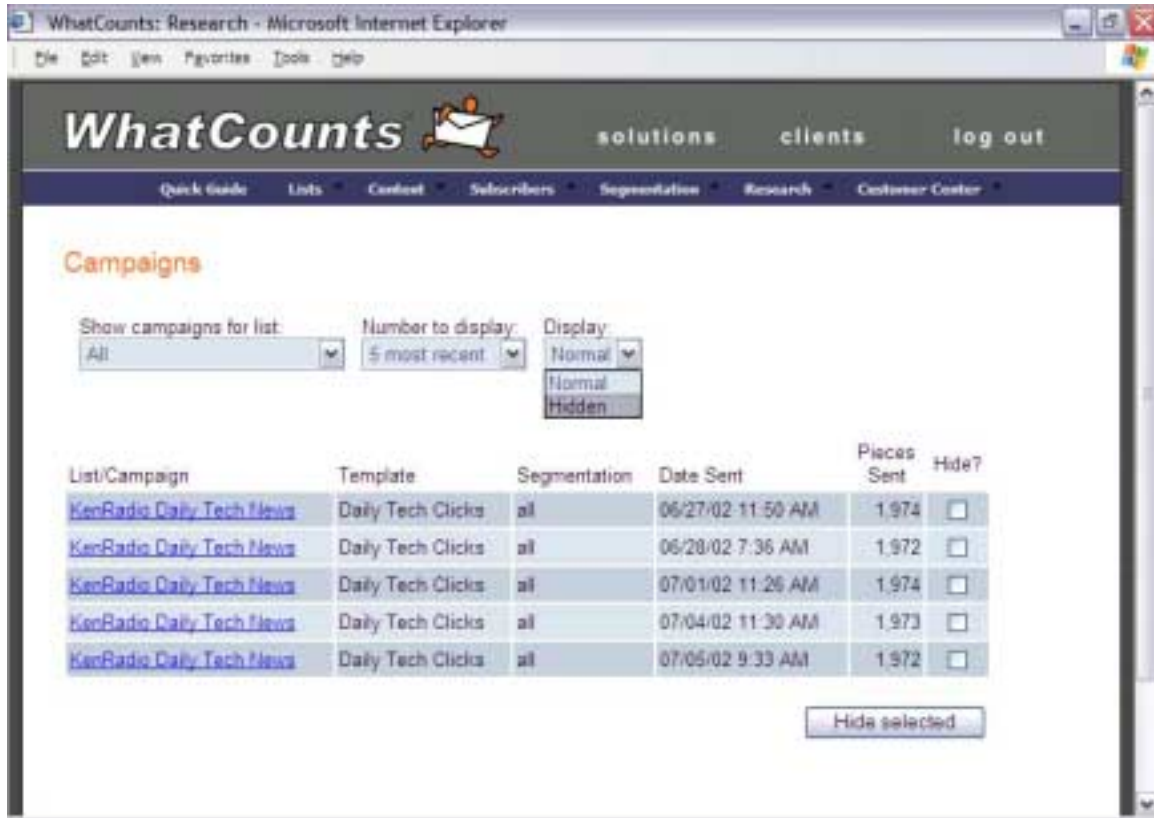 WhatCounts: Research - Microsoft Internet Explorer
File Edit View Favorites Tools Help
WhatCounts solutions clients log out
Quick Guide Lists Content Subscribers Segmentation Research Customer Center
Campaigns
Show campaigns for list: Number to display: Display:
All 5 most recent Normal
Normal
Hidden
List/Campaign Template Segmentation Date Sent Pieces Sent Hide?
KenRadio Daily Tech News Daily Tech Clicks all 06/27/02 11:50 AM 1,974
KenRadio Daily Tech News Daily Tech Clicks all 06/28/02 7:36 AM 1,972
KenRadio Daily Tech News Daily Tech Clicks all 07/01/02 11:26 AM 1,974
KenRadio Daily Tech News Daily Tech Clicks all 07/04/02 11:30 AM 1,973
KenRadio Daily Tech News Daily Tech Clicks all 07/05/02 9:33 AM 1,972
Hide selected